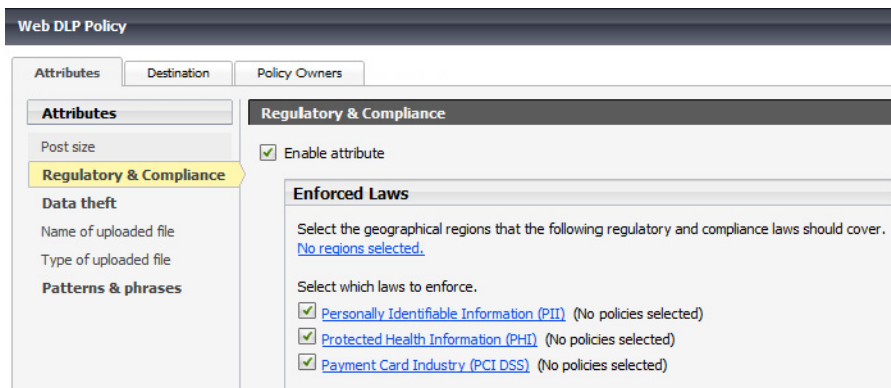 Web DLP Policy
Attributes Destination Policy Owners
Attributes
Post size
Regulatory & Compliance
Data theft
Name of uploaded file
Type of uploaded file
Patterns & phrases
Regulatory & Compliance
Enable attribute
Enforced Laws
Select the geographical regions that the following regulatory and compliance laws should cover.
No regions selected.
Select which laws to enforce.
Personally Identifiable Information (PII) (No policies selected)
Protected Health Information (PHI) (No policies selected)
Payment Card Industry (PCI DSS) (No policies selected)